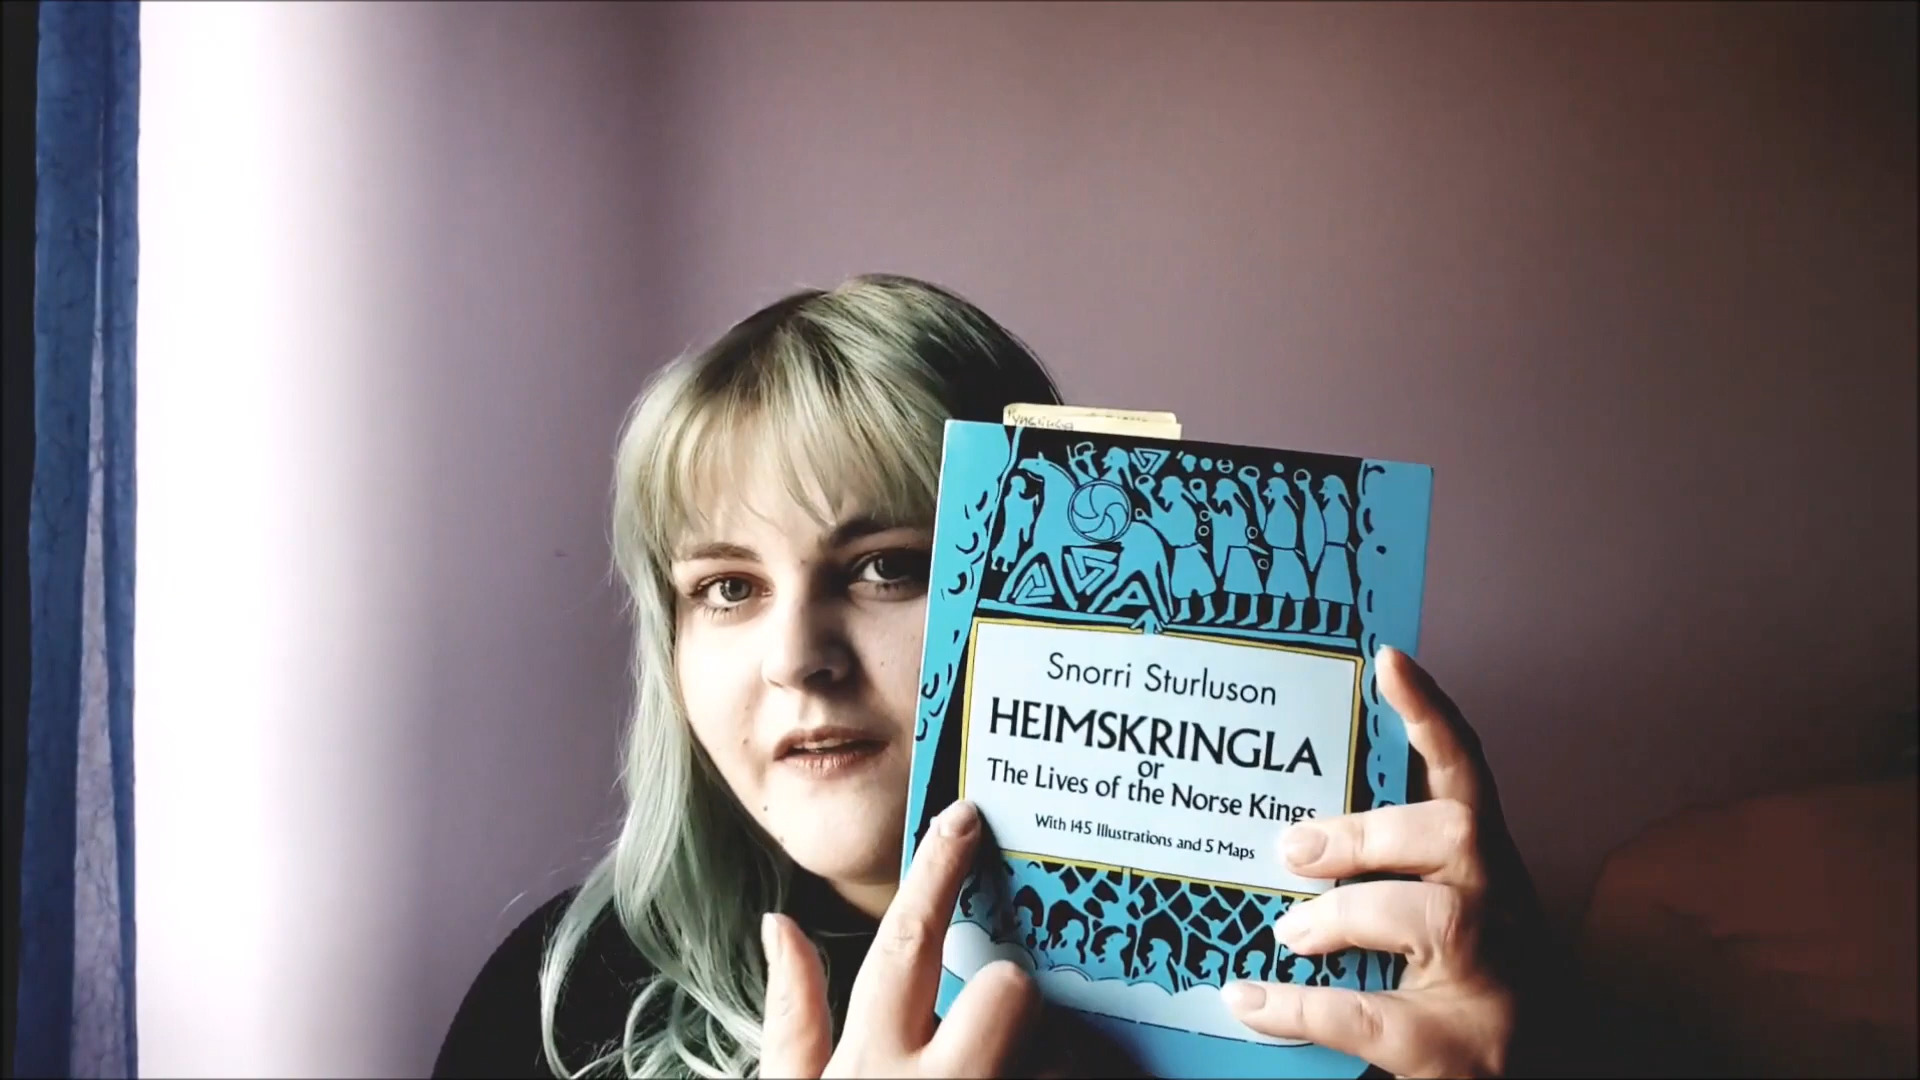 Snorri Sturluson
HEIMSKRINGLA
or
The Lives of the Norse Kings
With 145 Illustrations and 5 Maps